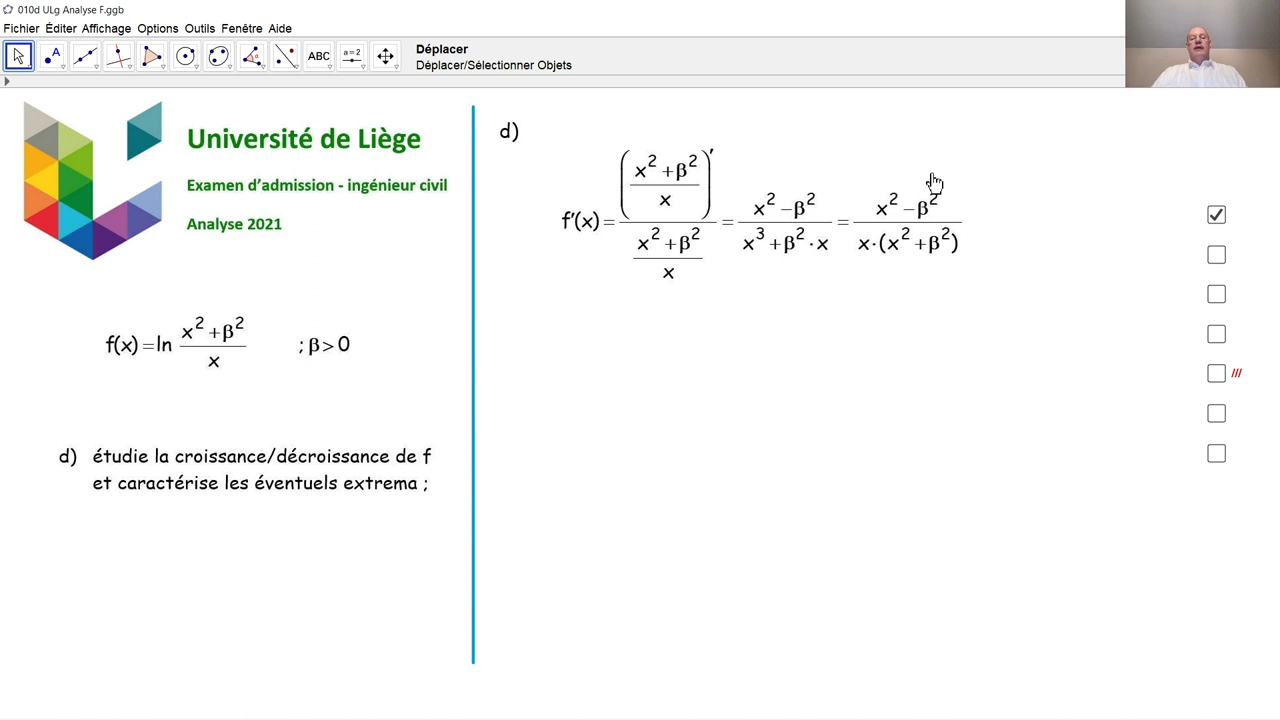 010d ULg Analyse F.ggb
Fichier Éditer Affichage Options Outils Fenêtre Aide
A
ABC
a=2
Déplacer
Déplacer/Sélectionner Objets
Université de Liège
Examen d'admission - ingénieur civil
Analyse 2021
f(x) = ln (x² + β²)/x ; β > 0
d) étudie la croissance/décroissance de f
et caractérise les éventuels extrema ;
d)
f'(x) = ((x² + β²)/x)′ / ((x² + β²)/x) = (x² − β²)/(x³ + β² · x) = (x² − β²)/(x · (x² + β²))
///